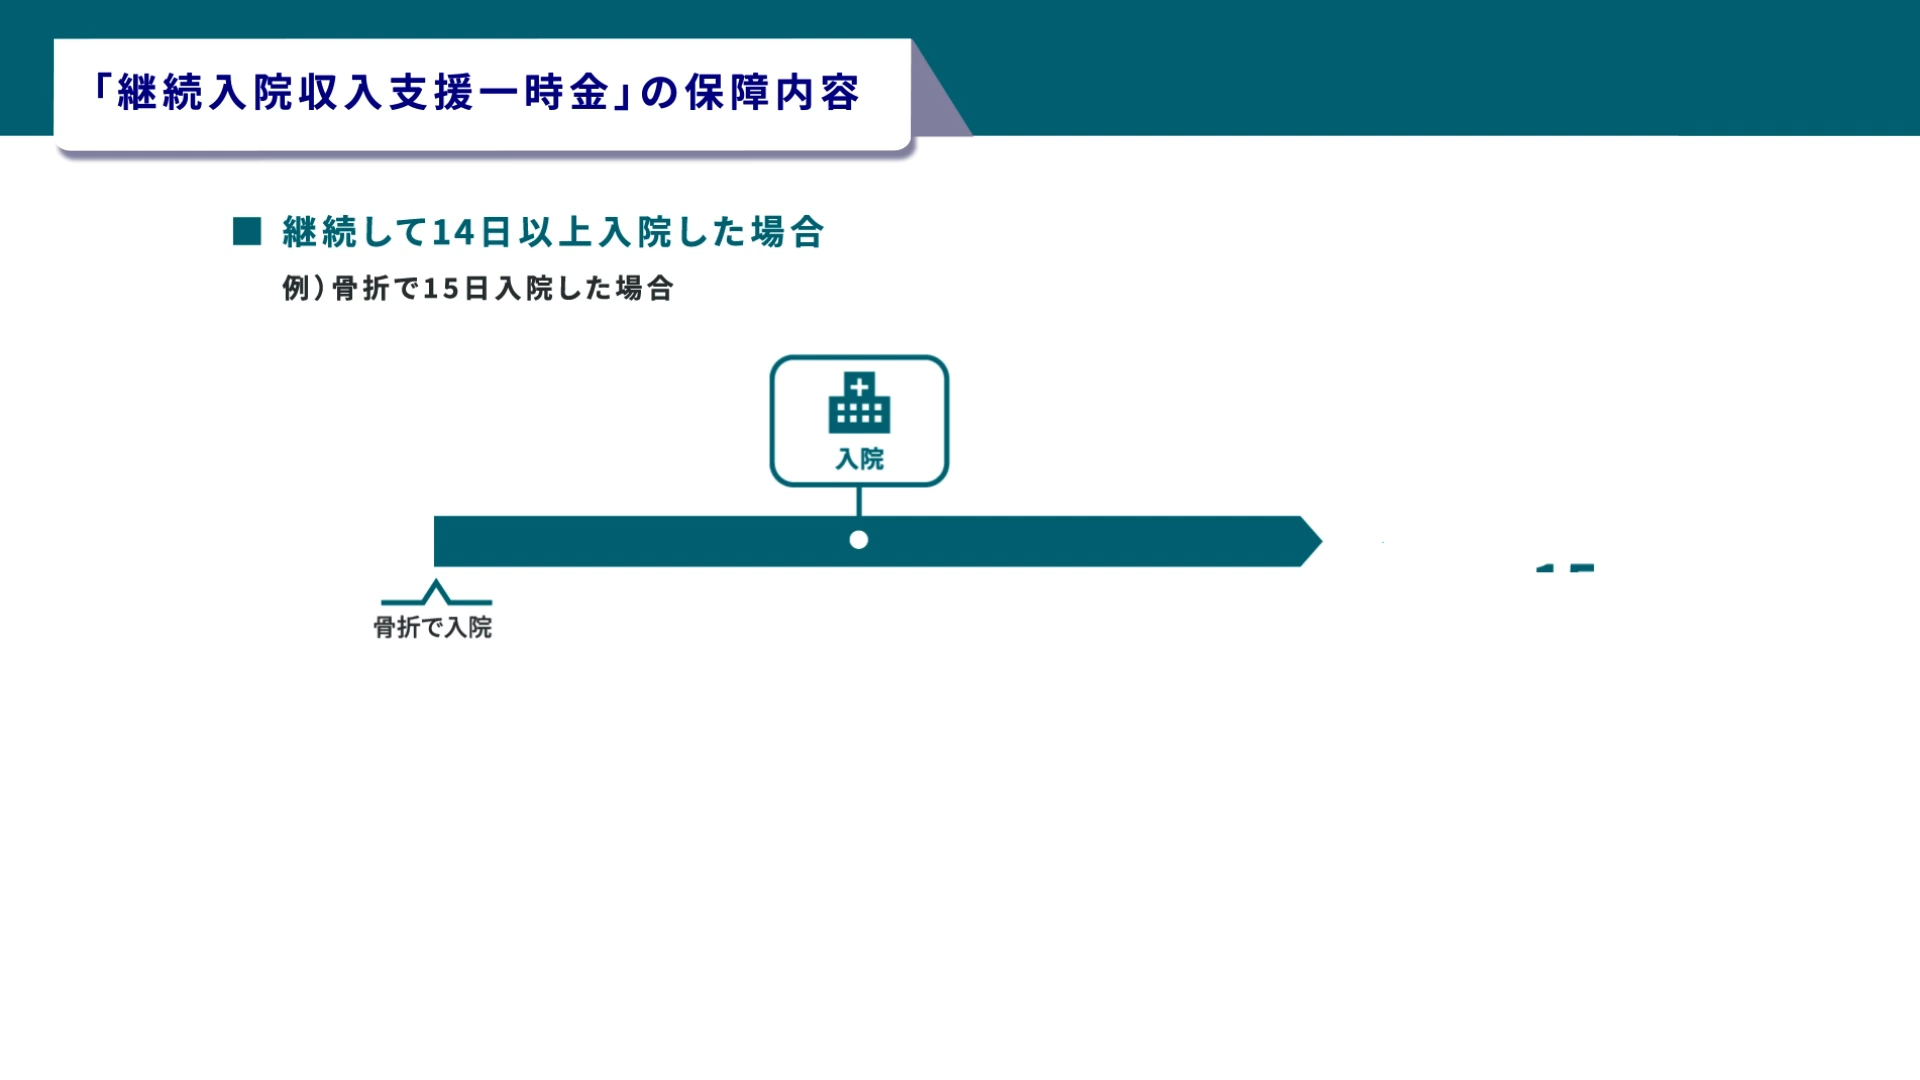 「継続入院収入支援一時金」の保障内容
■ 継続して14日以上入院した場合
例）骨折で15日入院した場合
入院
骨折で入院